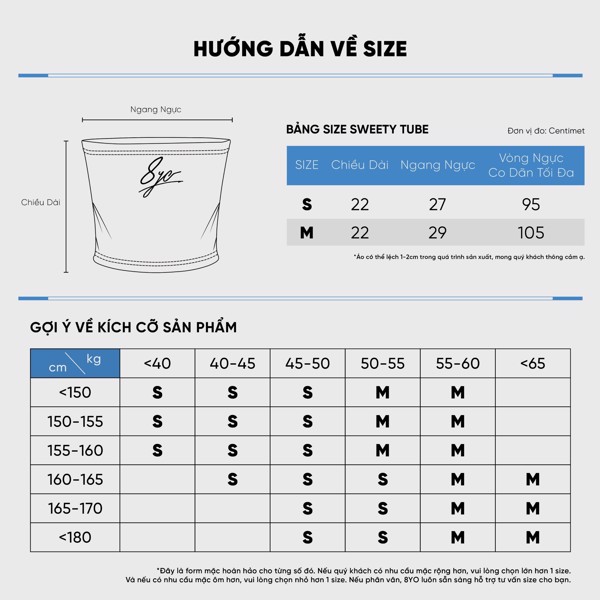 HƯỚNG DẪN VỀ SIZE
Ngang Ngực
8yo
Chiều Dài
BẢNG SIZE SWEETY TUBE
Đơn vị đo: Centimet
SIZE Chiều Dài Ngang Ngực Vòng Ngực Co Dãn Tối Đa
S 22 27 95
M 22 29 105
*Áo có thể lệch 1-2cm trong quá trình sản xuất, mong quý khách thông cảm ạ.
GỢI Ý VỀ KÍCH CỠ SẢN PHẨM
cm kg <40 40-45 45-50 50-55 55-60 <65
<150 S S S M M
150-155 S S S M M
155-160 S S S M M
160-165 S S S M M
165-170 S S M M
<180 S S M M
*Đây là form mặc hoàn hảo cho từng số đó. Nếu quý khách có nhu cầu mặc rộng hơn, vui lòng chọn lớn hơn 1 size.
Và nếu có nhu cầu mặc ôm hơn, vui lòng chọn nhỏ hơn 1 size. Nếu phân vân, 8YO luôn sẵn sàng hỗ trợ tư vấn size cho bạn.